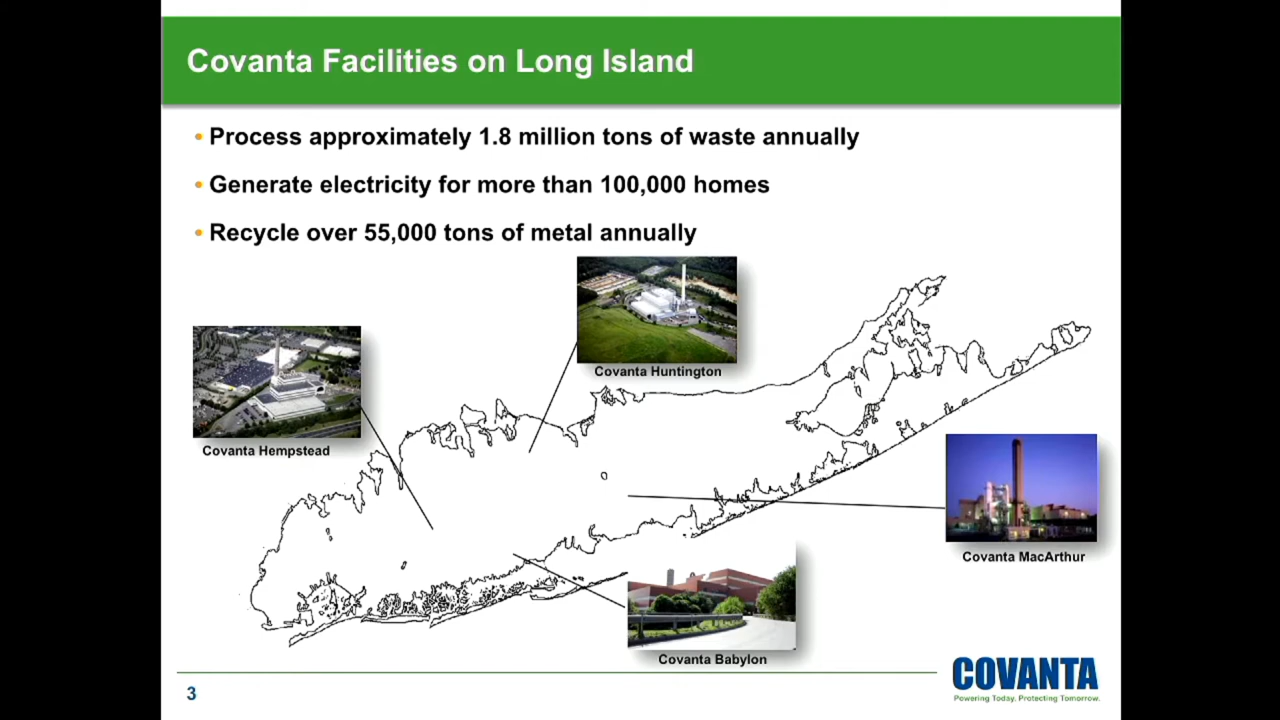 Covanta Facilities on Long Island
• Process approximately 1.8 million tons of waste annually
• Generate electricity for more than 100,000 homes
• Recycle over 55,000 tons of metal annually
Covanta Huntington
Covanta Hempstead
Covanta MacArthur
Covanta Babylon
3
COVANTA
Powering Today. Protecting Tomorrow.